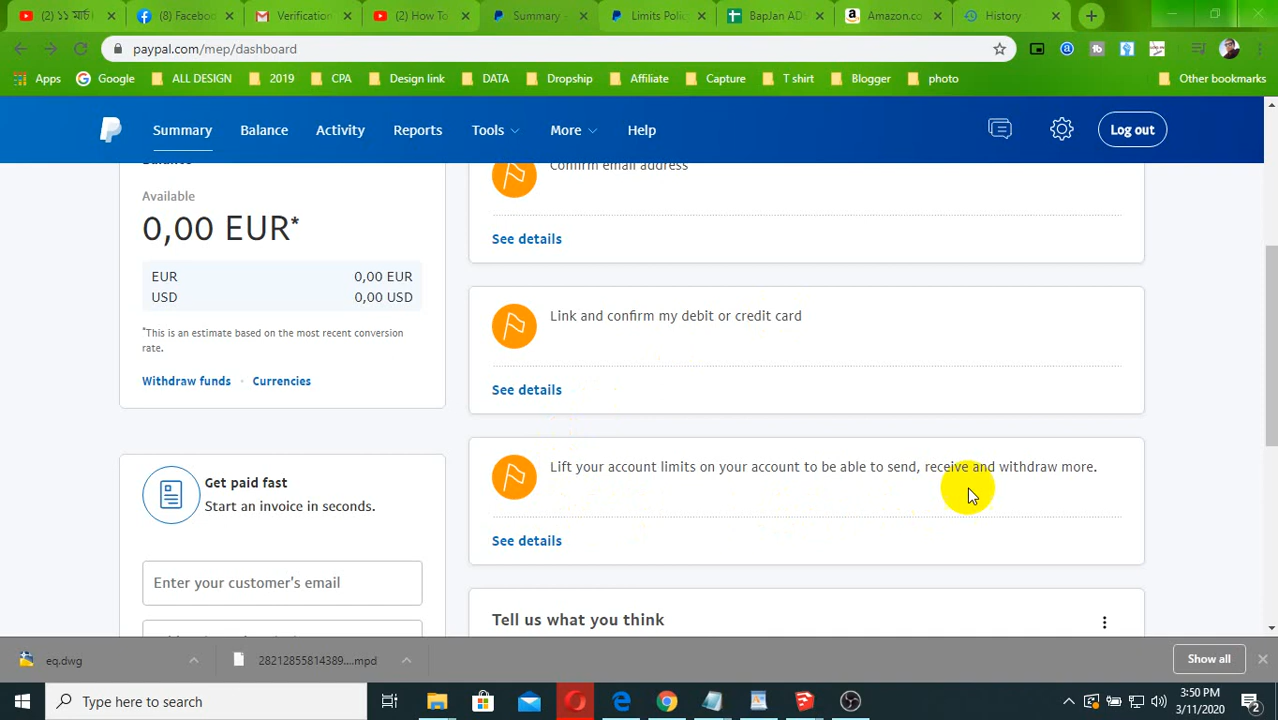 (2) ১১ মার্চ
(8) Faceboo
Verification
(2) How To
Summary -
Limits Polic
BapJan ADS
Amazon.co
History
paypal.com/mep/dashboard
Apps
Google
ALL DESIGN
2019
CPA
Design link
DATA
Dropship
Affiliate
Capture
T shirt
Blogger
photo
Other bookmarks
Summary
Balance
Activity
Reports
Tools
More
Help
Log out
Balance
Available
0,00 EUR*
EUR 0,00 EUR
USD 0,00 USD
*This is an estimate based on the most recent conversion
rate.
Withdraw funds · Currencies
Get paid fast
Start an invoice in seconds.
Enter your customer's email
Confirm email address
See details
Link and confirm my debit or credit card
See details
Lift your account limits on your account to be able to send, receive and withdraw more.
See details
Tell us what you think
eq.dwg
28212855814389....mpd
Show all
Type here to search
3:50 PM
3/11/2020
2